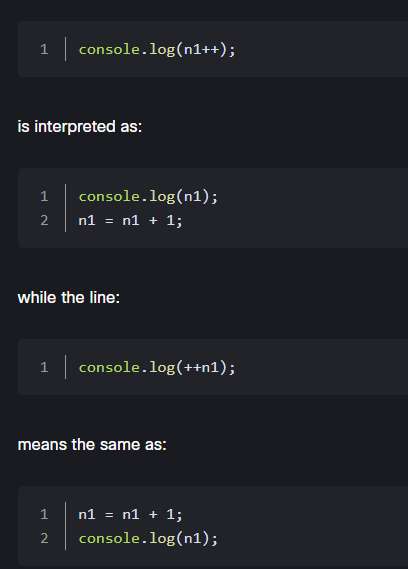 1 console.log(n1++);
is interpreted as:
1 console.log(n1);
2 n1 = n1 + 1;
while the line:
1 console.log(++n1);
means the same as:
1 n1 = n1 + 1;
2 console.log(n1);